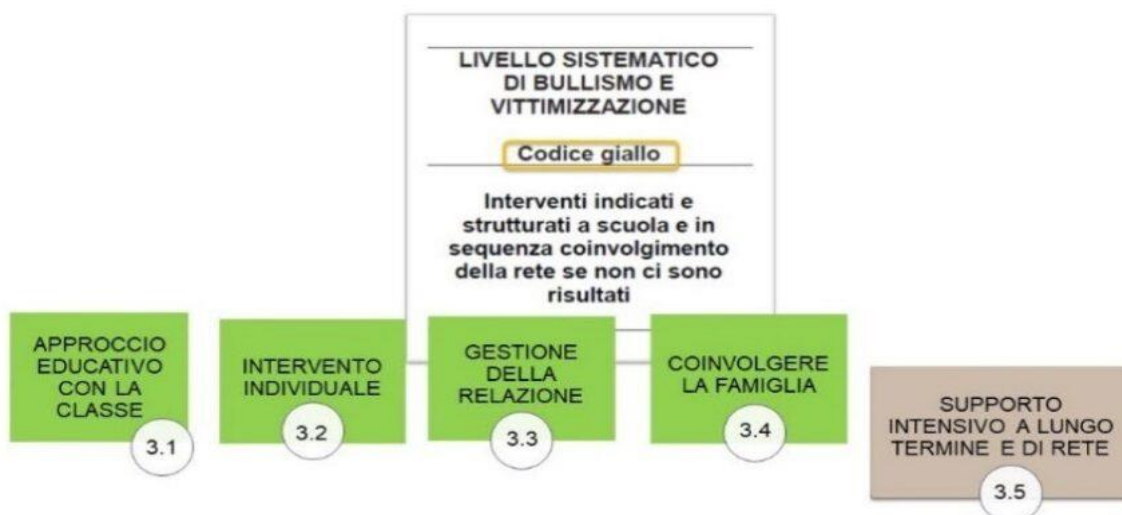 LIVELLO SISTEMATICO
DI BULLISMO E
VITTIMIZZAZIONE
Codice giallo
Interventi indicati e
strutturati a scuola e in
sequenza coinvolgimento
della rete se non ci sono
risultati
APPROCCIO
EDUCATIVO
CON LA
CLASSE
3.1
INTERVENTO
INDIVIDUALE
3.2
GESTIONE
DELLA
RELAZIONE
3.3
COINVOLGERE
LA FAMIGLIA
3.4
SUPPORTO
INTENSIVO A LUNGO
TERMINE E DI RETE
3.5